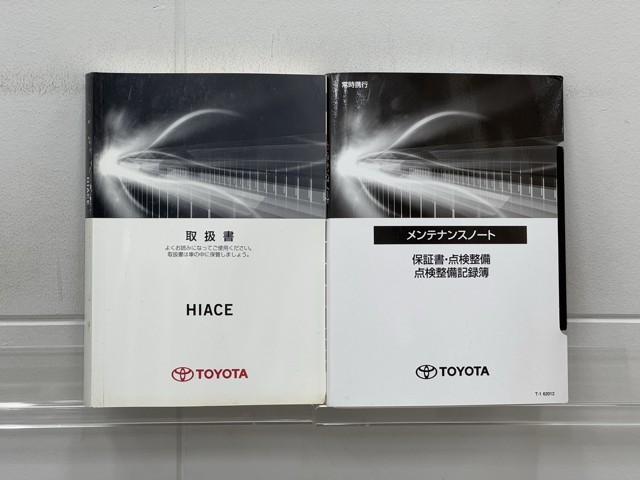 HIACE
取扱書
よくお読みになってご使用ください。
取扱書は車の中に保管しましょう。
HIACE
TOYOTA
常時携行
メンテナンスノート
保証書・点検整備
点検整備記録簿
TOYOTA
T-1 62012